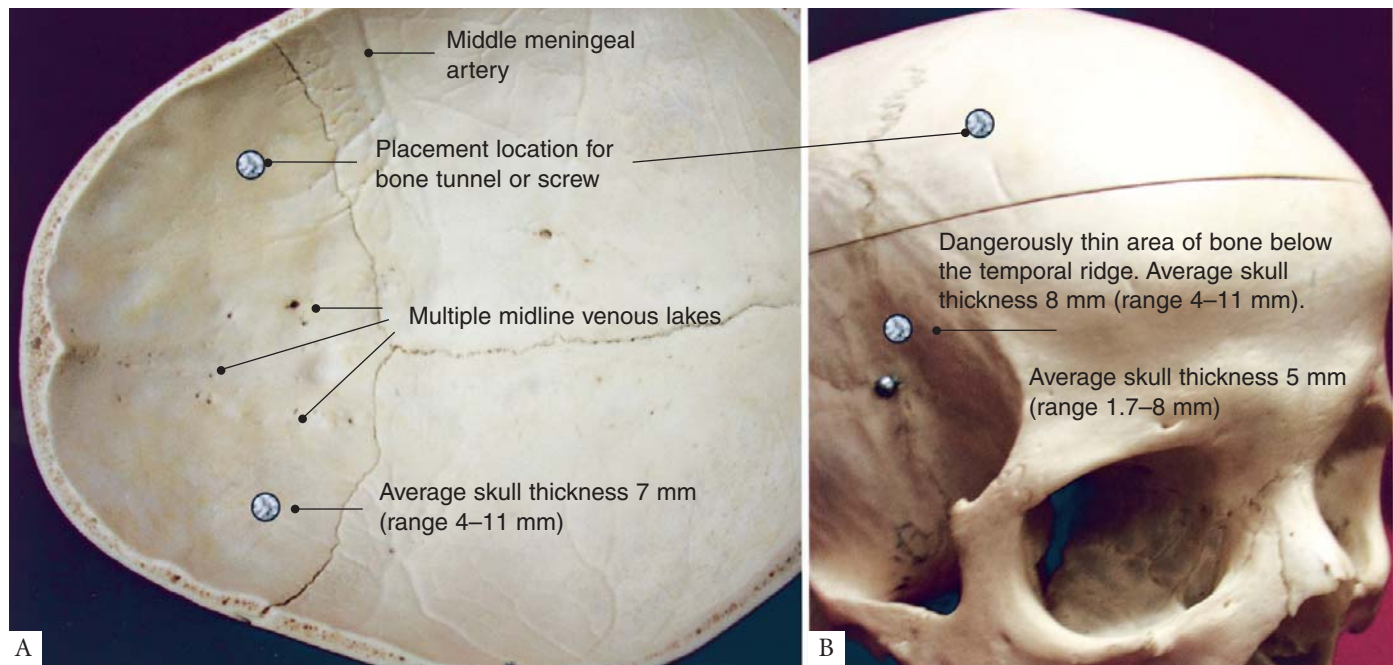 Middle meningeal
artery
Placement location for
bone tunnel or screw
Multiple midline venous lakes
Average skull thickness 7 mm
(range 4–11 mm)
A
Dangerously thin area of bone below
the temporal ridge. Average skull
thickness 8 mm (range 4–11 mm).
Average skull thickness 5 mm
(range 1.7–8 mm)
B